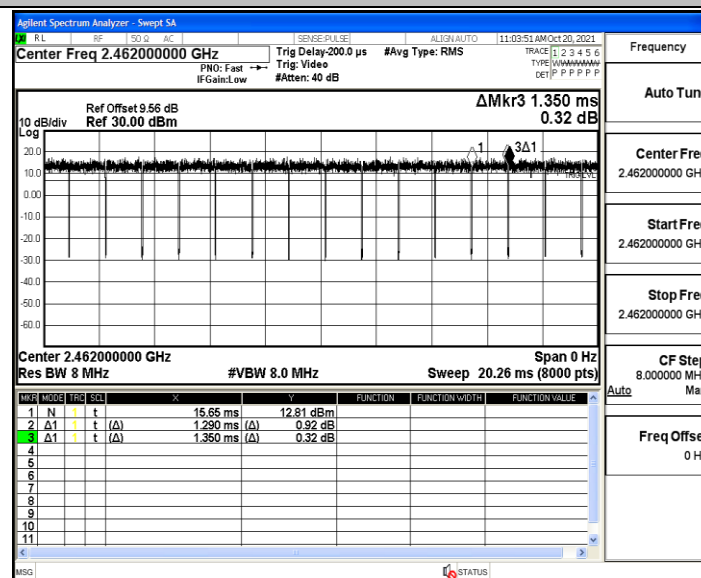 Agilent Spectrum Analyzer - Swept SA
RL RF 50 Ω AC SENSE:PULSE ALIGNAUTO 11:03:51 AM Oct 20, 2021
Center Freq 2.462000000 GHz
PNO: Fast
IFGain:Low
Trig Delay-200.0 µs
Trig: Video
#Atten: 40 dB
#Avg Type: RMS
TRACE 1 2 3 4 5 6
TYPE
DET P P P P P P
Ref Offset 9.56 dB
Ref 30.00 dBm
10 dB/div
Log
ΔMkr3 1.350 ms
0.32 dB
1
3Δ1
TRIG LVL
20.0
10.0
0.00
-10.0
-20.0
-30.0
-40.0
-50.0
-60.0
Center 2.462000000 GHz Span 0 Hz
Res BW 8 MHz #VBW 8.0 MHz Sweep 20.26 ms (8000 pts)
MKR MODE TRC SCL X Y FUNCTION FUNCTION WIDTH FUNCTION VALUE
1 N 1 t 15.65 ms 12.81 dBm
2 Δ1 1 t (Δ) 1.290 ms (Δ) 0.92 dB
3 Δ1 1 t (Δ) 1.350 ms (Δ) 0.32 dB
4
5
6
7
8
9
10
11
MSG STATUS
Frequency
Auto Tun
Center Fre
2.462000000 GH
Start Fre
2.462000000 GH
Stop Fre
2.462000000 GH
CF Step
8.000000 MH
Auto Ma
Freq Offse
0 H